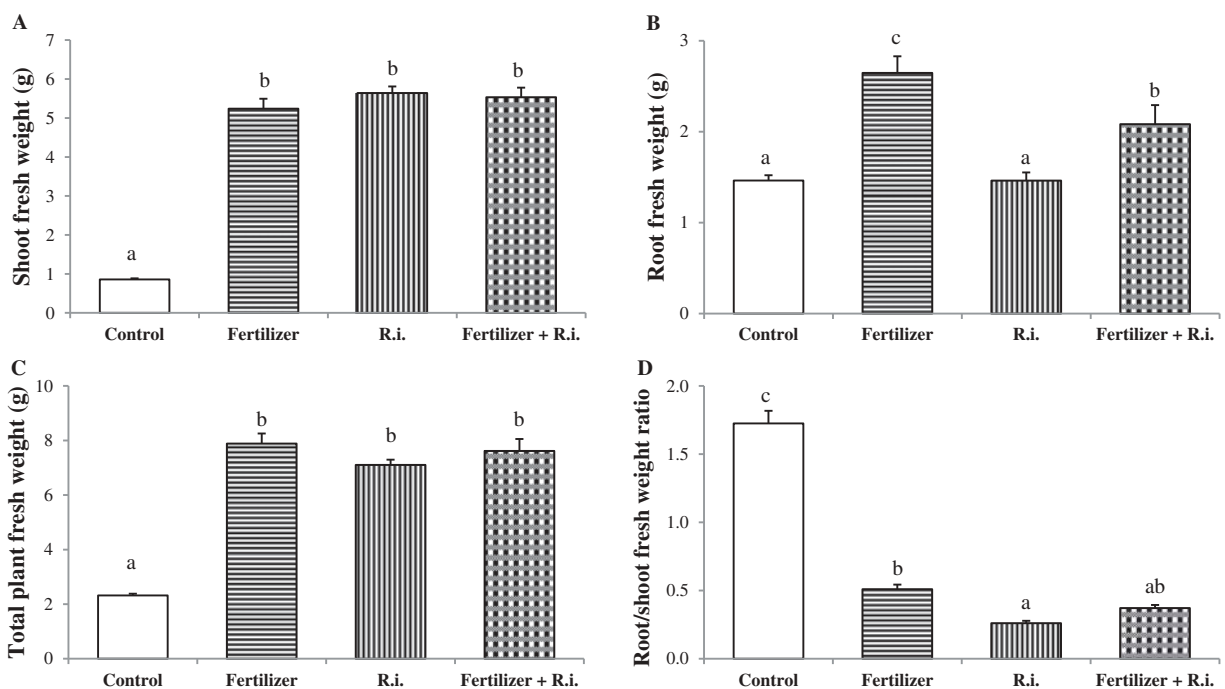 A
Shoot fresh weight (g)
7
6
5
4
3
2
1
0
a
b
b
b
Control
Fertilizer
R.i.
Fertilizer + R.i.
B
Root fresh weight (g)
3
2
1
0
a
c
a
b
Control
Fertilizer
R.i.
Fertilizer + R.i.
C
Total plant fresh weight (g)
10
8
6
4
2
0
a
b
b
b
Control
Fertilizer
R.i.
Fertilizer + R.i.
D
Root/shoot fresh weight ratio
2.0
1.5
1.0
0.5
0.0
c
b
a
ab
Control
Fertilizer
R.i.
Fertilizer + R.i.